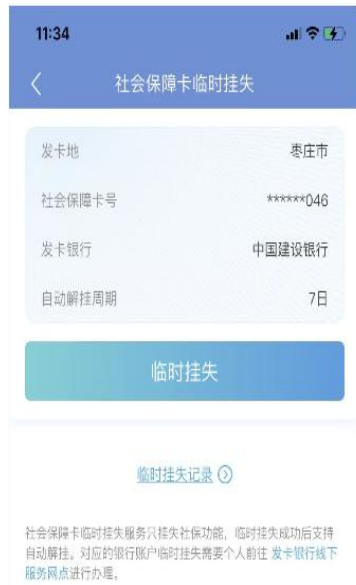 11:34
社会保障卡临时挂失
发卡地 枣庄市
社会保障卡号 ******046
发卡银行 中国建设银行
自动解挂周期 7日
临时挂失
临时挂失记录
社会保障卡临时挂失服务只挂失社保功能，临时挂失成功后支持
自动解挂。对应的银行账户临时挂失需要个人前往 发卡银行线下
服务网点进行办理。